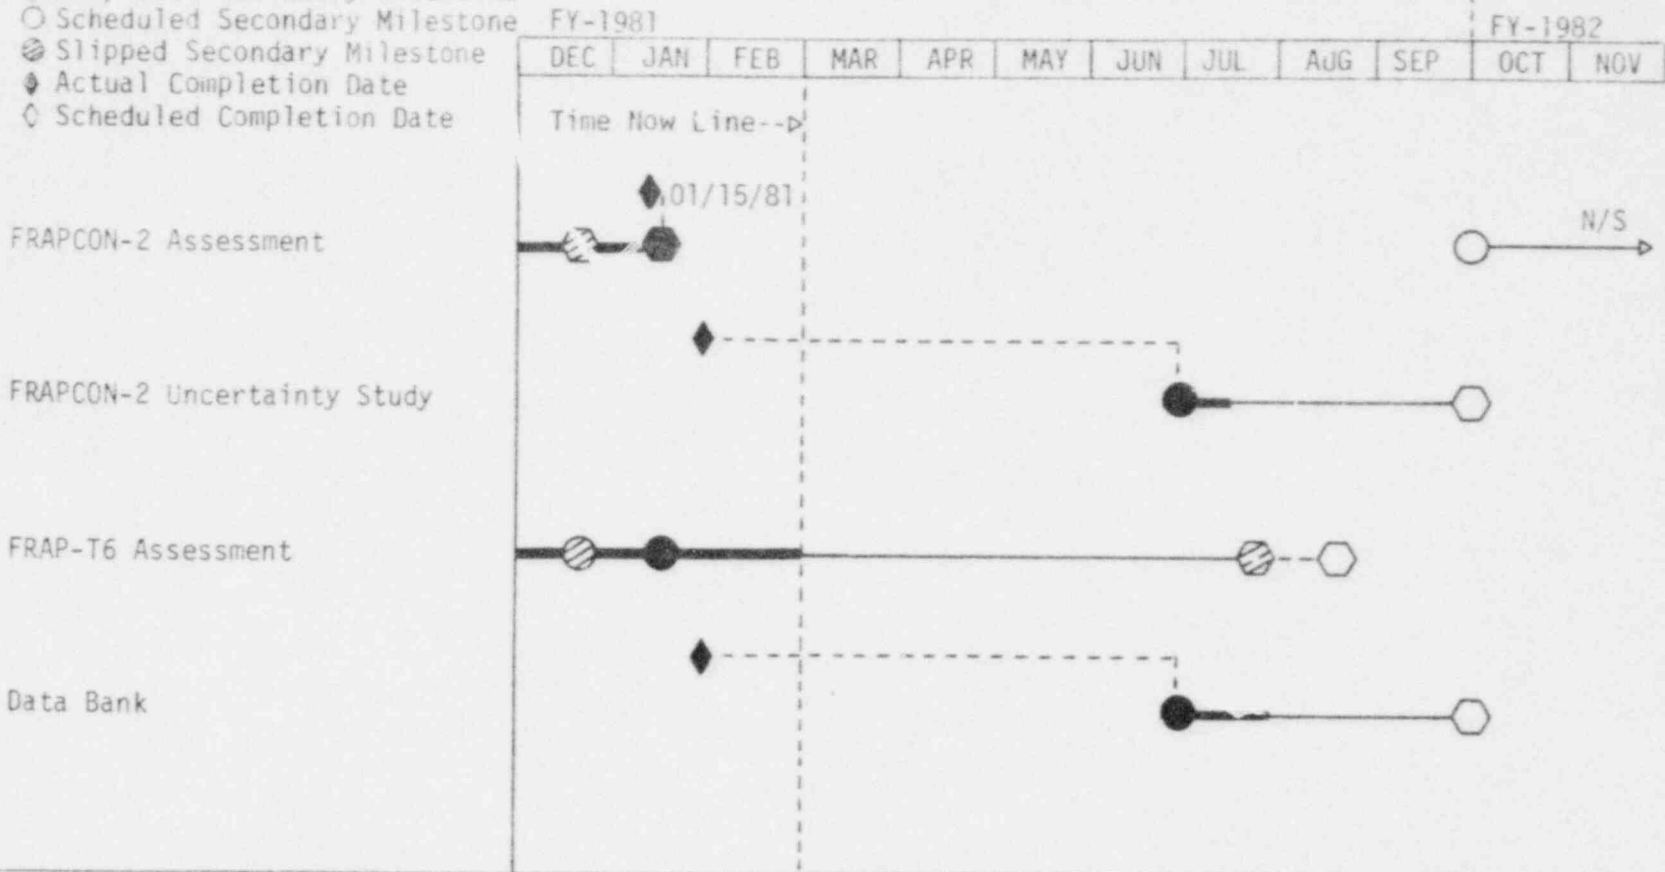 Scheduled Secondary Milestone
Slipped Secondary Milestone
Actual Completion Date
Scheduled Completion Date
FY-1981
FY-1982
DEC JAN FEB MAR APR MAY JUN JUL AUG SEP OCT NOV
Time Now Line--
01/15/81
FRAPCON-2 Assessment
N/S
FRAPCON-2 Uncertainty Study
FRAP-T6 Assessment
Data Bank